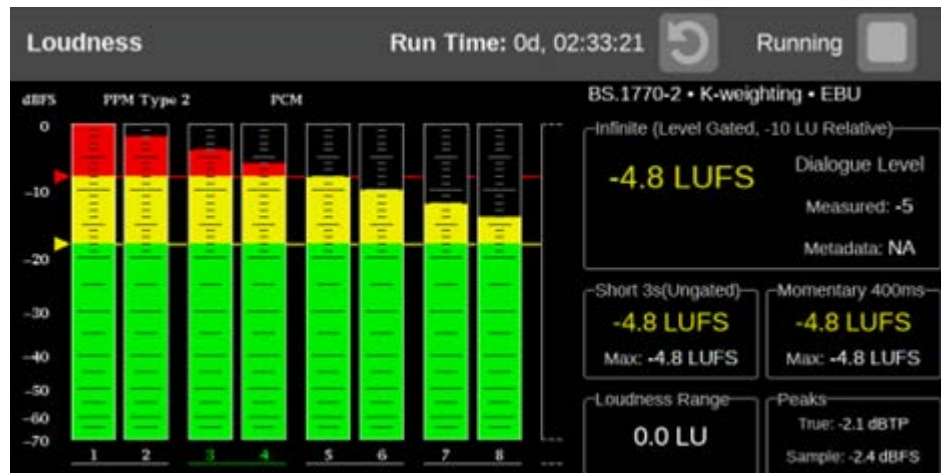 Loudness
Run Time: 0d, 02:33:21
Running
dBFS
PPM Type 2
PCM
BS.1770-2 • K-weighting • EBU
0
-10
-20
-30
-40
-50
-60
-70
1 2 3 4 5 6 7 8
Infinite (Level Gated, -10 LU Relative)
-4.8 LUFS
Dialogue Level
Measured: -5
Metadata: NA
Short 3s(Ungated)
-4.8 LUFS
Max: -4.8 LUFS
Momentary 400ms
-4.8 LUFS
Max: -4.8 LUFS
Loudness Range
0.0 LU
Peaks
True: -2.1 dBTP
Sample: -2.4 dBFS